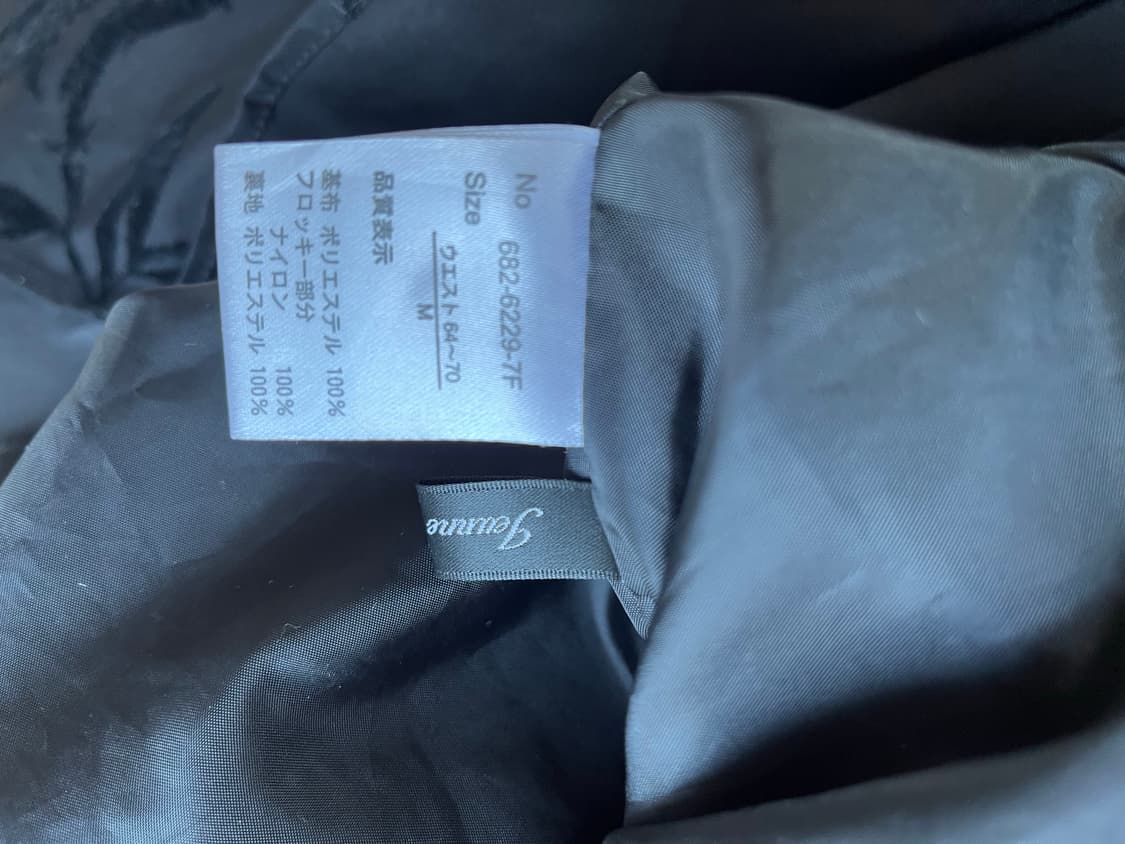 No 682-6229-7F
Size ウエスト 64～70
M
品質表示
基布 ポリエステル 100%
フロッキー部分
ナイロン 100%
裏地 ポリエステル 100%
Jeanne